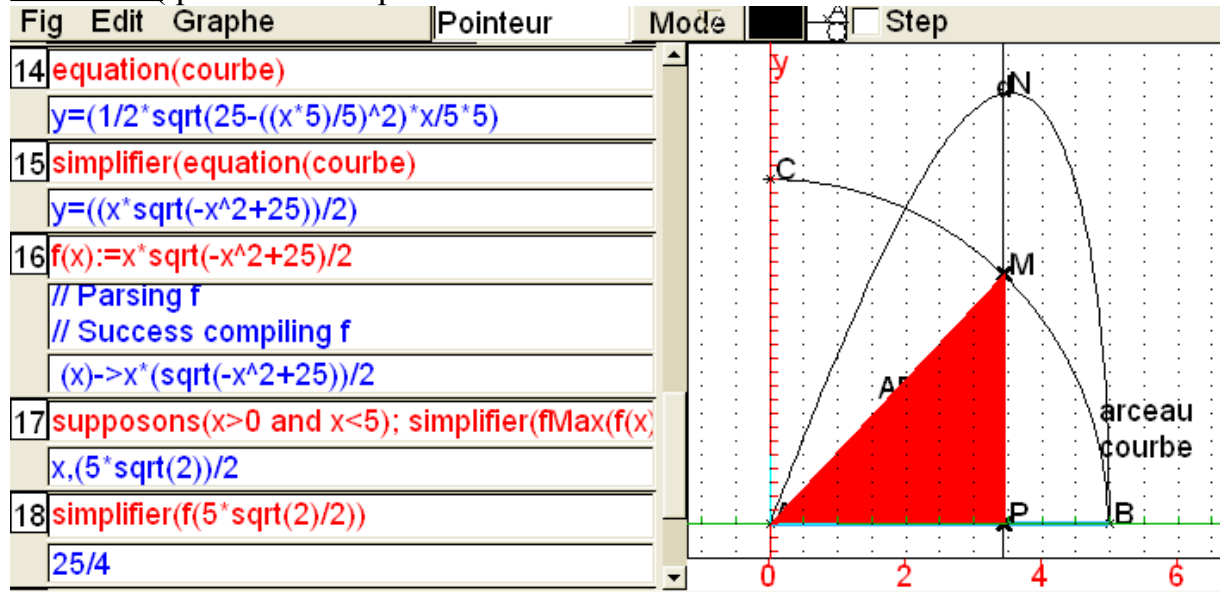 Fig Edit Graphe Pointeur Mode Step
14 equation(courbe)
y=(1/2*sqrt(25-((x*5)/5)^2)*x/5*5)
15 simplifier(equation(courbe)
y=((x*sqrt(-x^2+25))/2)
16 f(x):=x*sqrt(-x^2+25)/2
// Parsing f
// Success compiling f
(x)->x*(sqrt(-x^2+25))/2
17 supposons(x>0 and x<5); simplifier(fMax(f(x)
x,(5*sqrt(2))/2
18 simplifier(f(5*sqrt(2)/2))
25/4
y
d N
C
M
arceau
courbe
P
B
0 2 4 6